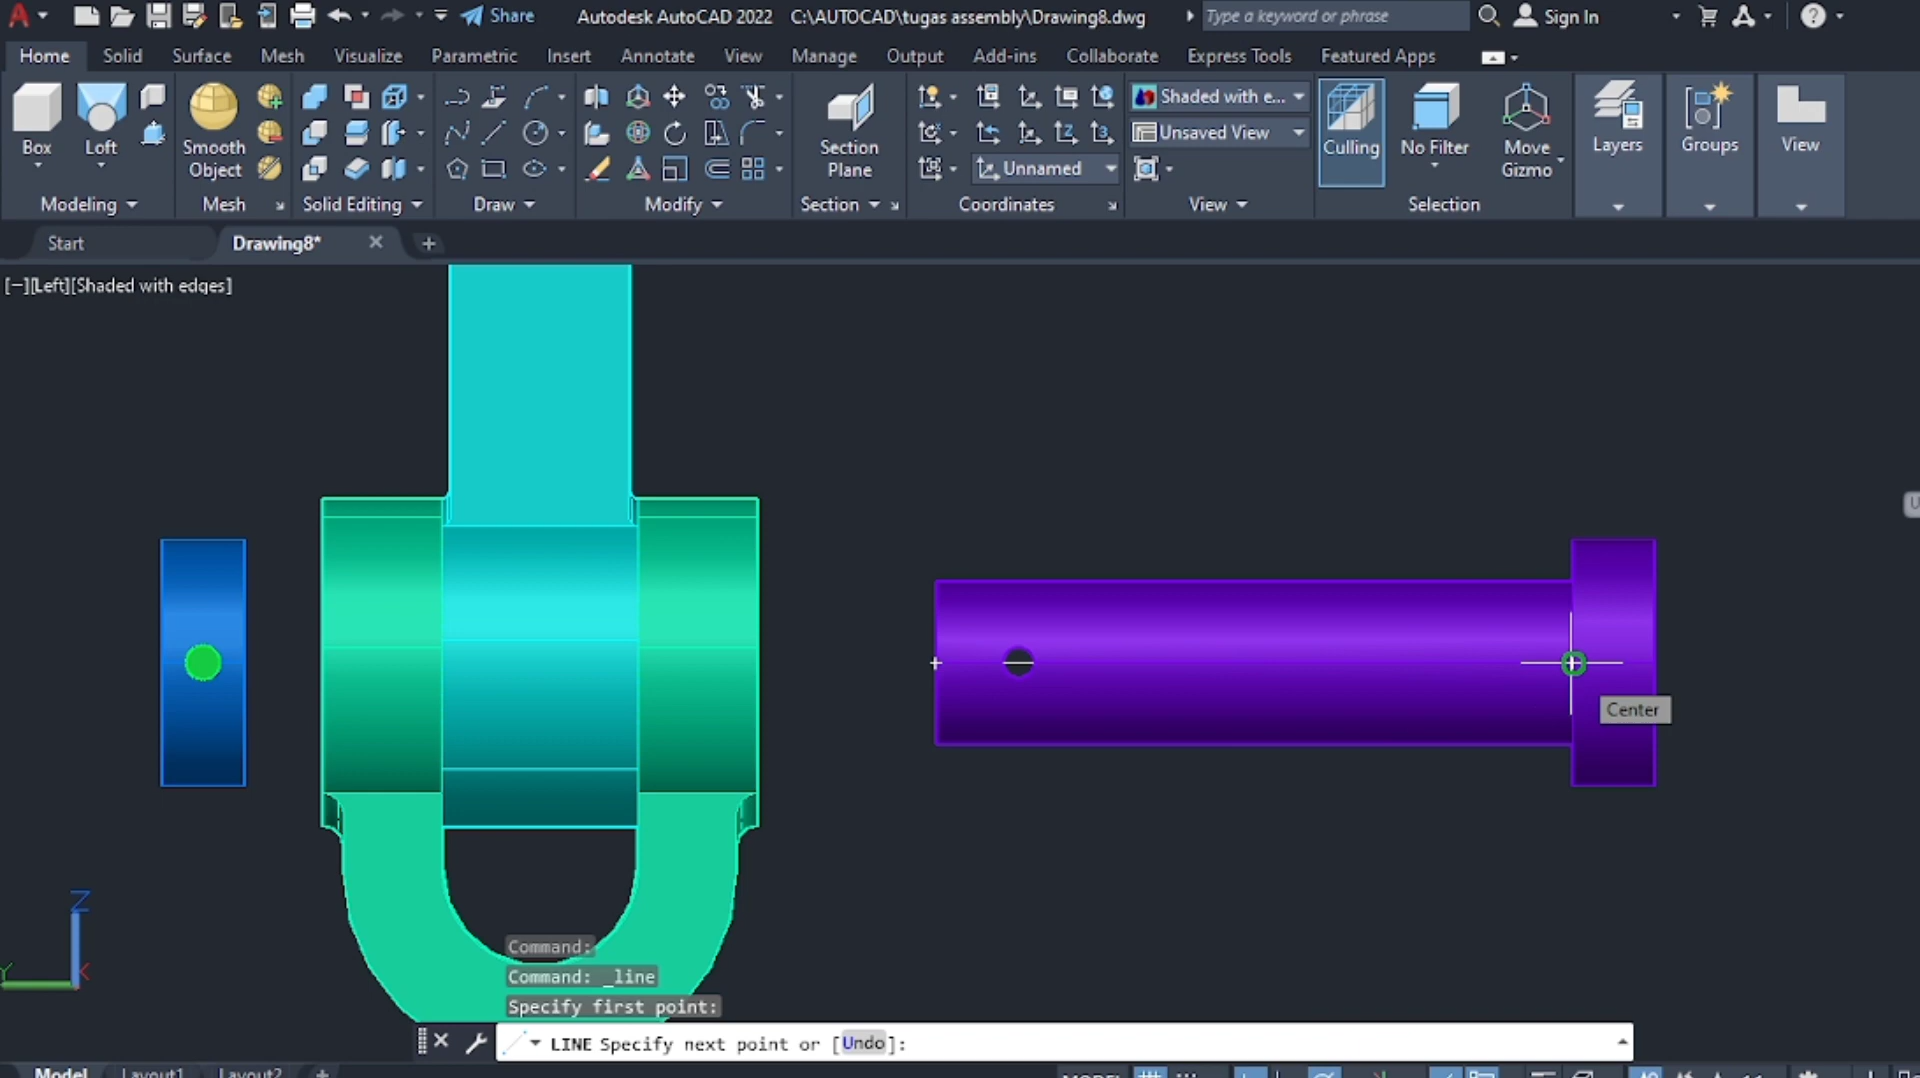 Share
Autodesk AutoCAD 2022 C:\AUTOCAD\tugas assembly\Drawing8.dwg
Type a keyword or phrase
Sign In
Home Solid Surface Mesh Visualize Parametric Insert Annotate View Manage Output Add-ins Collaborate Express Tools Featured Apps
Box
Loft
Smooth
Object
Section
Plane
Shaded with e...
Unsaved View
Unnamed
Culling
No Filter
Move
Gizmo
Layers
Groups
View
Modeling Mesh Solid Editing Draw Modify Section Coordinates View Selection
Start
Drawing8*
[−][Left][Shaded with edges]
Center
Z
Y
X
Command:
Command: _line
Specify first point:
LINE Specify next point or [Undo]:
Model Layout1 Layout2 +
MODEL